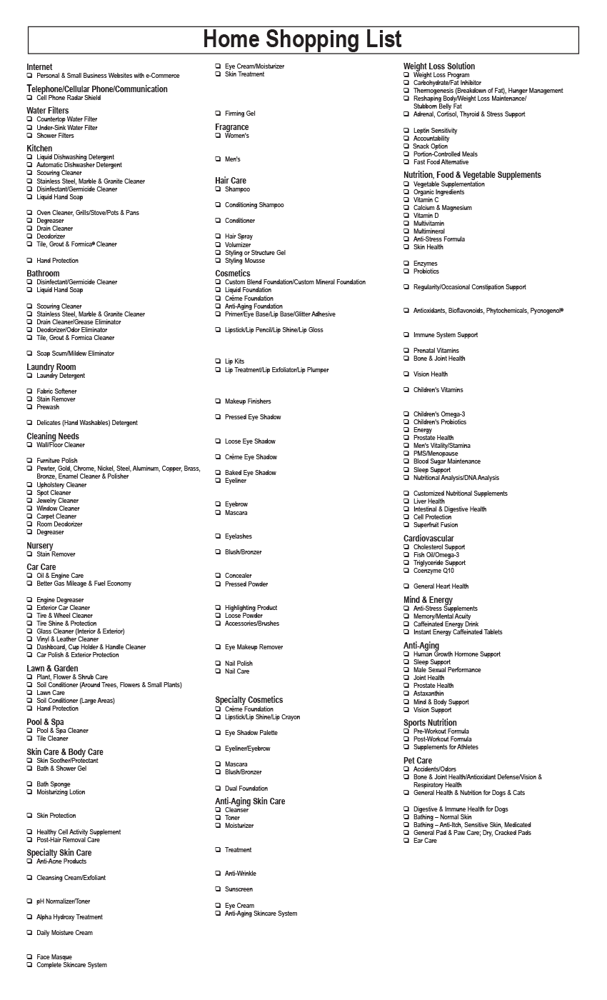 Home Shopping List
Internet
❏ Personal & Small Business Websites with e-Commerce
Telephone/Cellular Phone/Communication
❏ Cell Phone Radar Shield
Water Filters
❏ Countertop Water Filter
❏ Under-Sink Water Filter
❏ Shower Filters
Kitchen
❏ Liquid Dishwashing Detergent
❏ Automatic Dishwasher Detergent
❏ Scouring Cleaner
❏ Stainless Steel, Marble & Granite Cleaner
❏ Disinfectant/Germicide Cleaner
❏ Liquid Hand Soap
❏ Oven Cleaner, Grills/Stove/Pots & Pans
❏ Degreaser
❏ Drain Cleaner
❏ Deodorizer
❏ Tile, Grout & Formica® Cleaner
❏ Hand Protection
Bathroom
❏ Disinfectant/Germicide Cleaner
❏ Liquid Hand Soap
❏ Scouring Cleaner
❏ Stainless Steel, Marble & Granite Cleaner
❏ Drain Cleaner/Grease Eliminator
❏ Deodorizer/Odor Eliminator
❏ Tile, Grout & Formica Cleaner
❏ Soap Scum/Mildew Eliminator
Laundry Room
❏ Laundry Detergent
❏ Fabric Softener
❏ Stain Remover
❏ Prewash
❏ Delicates (Hand Washables) Detergent
Cleaning Needs
❏ Wall/Floor Cleaner
❏ Furniture Polish
❏ Pewter, Gold, Chrome, Nickel, Steel, Aluminum, Copper, Brass,
Bronze, Enamel Cleaner & Polisher
❏ Upholstery Cleaner
❏ Spot Cleaner
❏ Jewelry Cleaner
❏ Window Cleaner
❏ Carpet Cleaner
❏ Room Deodorizer
❏ Degreaser
Nursery
❏ Stain Remover
Car Care
❏ Oil & Engine Care
❏ Better Gas Mileage & Fuel Economy
❏ Engine Degreaser
❏ Exterior Car Cleaner
❏ Tire & Wheel Cleaner
❏ Tire Shine & Protection
❏ Glass Cleaner (Interior & Exterior)
❏ Vinyl & Leather Cleaner
❏ Dashboard, Cup Holder & Handle Cleaner
❏ Car Polish & Exterior Protection
Lawn & Garden
❏ Plant, Flower & Shrub Care
❏ Soil Conditioner (Around Trees, Flowers & Small Plants)
❏ Lawn Care
❏ Soil Conditioner (Large Areas)
❏ Hand Protection
Pool & Spa
❏ Pool & Spa Cleaner
❏ Tile Cleaner
Skin Care & Body Care
❏ Skin Soother/Protectant
❏ Bath & Shower Gel
❏ Bath Sponge
❏ Moisturizing Lotion
❏ Skin Protection
❏ Healthy Cell Activity Supplement
❏ Post-Hair Removal Care
Specialty Skin Care
❏ Anti-Acne Products
❏ Cleansing Cream/Exfoliant
❏ pH Normalizer/Toner
❏ Alpha Hydroxy Treatment
❏ Daily Moisture Cream
❏ Face Masque
❏ Complete Skincare System
❏ Eye Cream/Moisturizer
❏ Skin Treatment
❏ Firming Gel
Fragrance
❏ Women's
❏ Men's
Hair Care
❏ Shampoo
❏ Conditioning Shampoo
❏ Conditioner
❏ Hair Spray
❏ Volumizer
❏ Styling or Structure Gel
❏ Styling Mousse
Cosmetics
❏ Custom Blend Foundation/Custom Mineral Foundation
❏ Liquid Foundation
❏ Créme Foundation
❏ Anti-Aging Foundation
❏ Primer/Eye Base/Lip Base/Glitter Adhesive
❏ Lipstick/Lip Pencil/Lip Shine/Lip Gloss
❏ Lip Kits
❏ Lip Treatment/Lip Exfoliator/Lip Plumper
❏ Makeup Finishers
❏ Pressed Eye Shadow
❏ Loose Eye Shadow
❏ Crème Eye Shadow
❏ Baked Eye Shadow
❏ Eyeliner
❏ Eyebrow
❏ Mascara
❏ Eyelashes
❏ Blush/Bronzer
❏ Concealer
❏ Pressed Powder
❏ Highlighting Product
❏ Loose Powder
❏ Accessories/Brushes
❏ Eye Makeup Remover
❏ Nail Polish
❏ Nail Care
Specialty Cosmetics
❏ Crème Foundation
❏ Lipstick/Lip Shine/Lip Crayon
❏ Eye Shadow Palette
❏ Eyeliner/Eyebrow
❏ Mascara
❏ Blush/Bronzer
❏ Dual Foundation
Anti-Aging Skin Care
❏ Cleanser
❏ Toner
❏ Moisturizer
❏ Treatment
❏ Anti-Wrinkle
❏ Sunscreen
❏ Eye Cream
❏ Anti-Aging Skincare System
Weight Loss Solution
❏ Weight Loss Program
❏ Carbohydrate/Fat Inhibitor
❏ Thermogenesis (Breakdown of Fat), Hunger Management
❏ Reshaping Body/Weight Loss Maintenance/
Stubborn Belly Fat
❏ Adrenal, Cortisol, Thyroid & Stress Support
❏ Leptin Sensitivity
❏ Accountability
❏ Snack Option
❏ Portion-Controlled Meals
❏ Fast Food Alternative
Nutrition, Food & Vegetable Supplements
❏ Vegetable Supplementation
❏ Organic Ingredients
❏ Vitamin C
❏ Calcium & Magnesium
❏ Vitamin D
❏ Multivitamin
❏ Multimineral
❏ Anti-Stress Formula
❏ Skin Health
❏ Enzymes
❏ Probiotics
❏ Regularity/Occasional Constipation Support
❏ Antioxidants, Bioflavonoids, Phytochemicals, Pycnogenol®
❏ Immune System Support
❏ Prenatal Vitamins
❏ Bone & Joint Health
❏ Vision Health
❏ Children's Vitamins
❏ Children's Omega-3
❏ Children's Probiotics
❏ Energy
❏ Prostate Health
❏ Men's Vitality/Stamina
❏ PMS/Menopause
❏ Blood Sugar Maintenance
❏ Sleep Support
❏ Nutritional Analysis/DNA Analysis
❏ Customized Nutritional Supplements
❏ Liver Health
❏ Intestinal & Digestive Health
❏ Cell Protection
❏ Superfruit Fusion
Cardiovascular
❏ Cholesterol Support
❏ Fish Oil/Omega-3
❏ Triglyceride Support
❏ Coenzyme Q10
❏ General Heart Health
Mind & Energy
❏ Anti-Stress Supplements
❏ Memory/Mental Acuity
❏ Caffeinated Energy Drink
❏ Instant Energy Caffeinated Tablets
Anti-Aging
❏ Human Growth Hormone Support
❏ Sleep Support
❏ Male Sexual Performance
❏ Joint Health
❏ Prostate Health
❏ Astaxanthin
❏ Mind & Body Support
❏ Vision Support
Sports Nutrition
❏ Pre-Workout Formula
❏ Post-Workout Formula
❏ Supplements for Athletes
Pet Care
❏ Accidents/Odors
❏ Bone & Joint Health/Antioxidant Defense/Vision &
Respiratory Health
❏ General Health & Nutrition for Dogs & Cats
❏ Digestive & Immune Health for Dogs
❏ Bathing – Normal Skin
❏ Bathing – Anti-Itch, Sensitive Skin, Medicated
❏ General Pad & Paw Care; Dry, Cracked Pads
❏ Ear Care